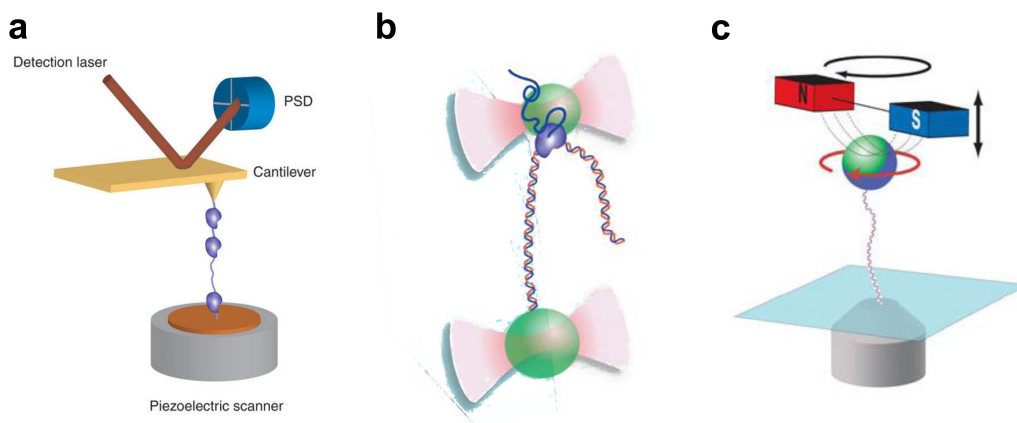 a
b
c
Detection laser
PSD
Cantilever
Piezoelectric scanner
N
S